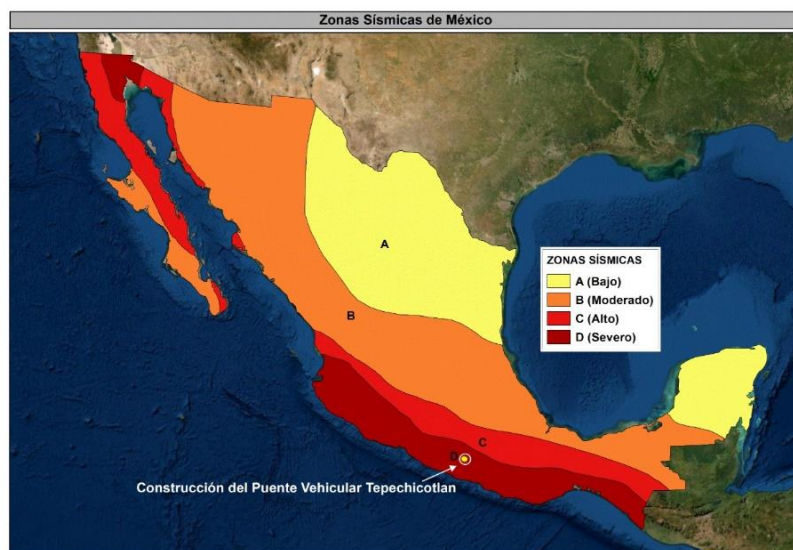 Zonas Sísmicas de México
A
ZONAS SÍSMICAS
A (Bajo)
B (Moderado)
C (Alto)
D (Severo)
B
C
D
Construcción del Puente Vehicular Tepechicotlan